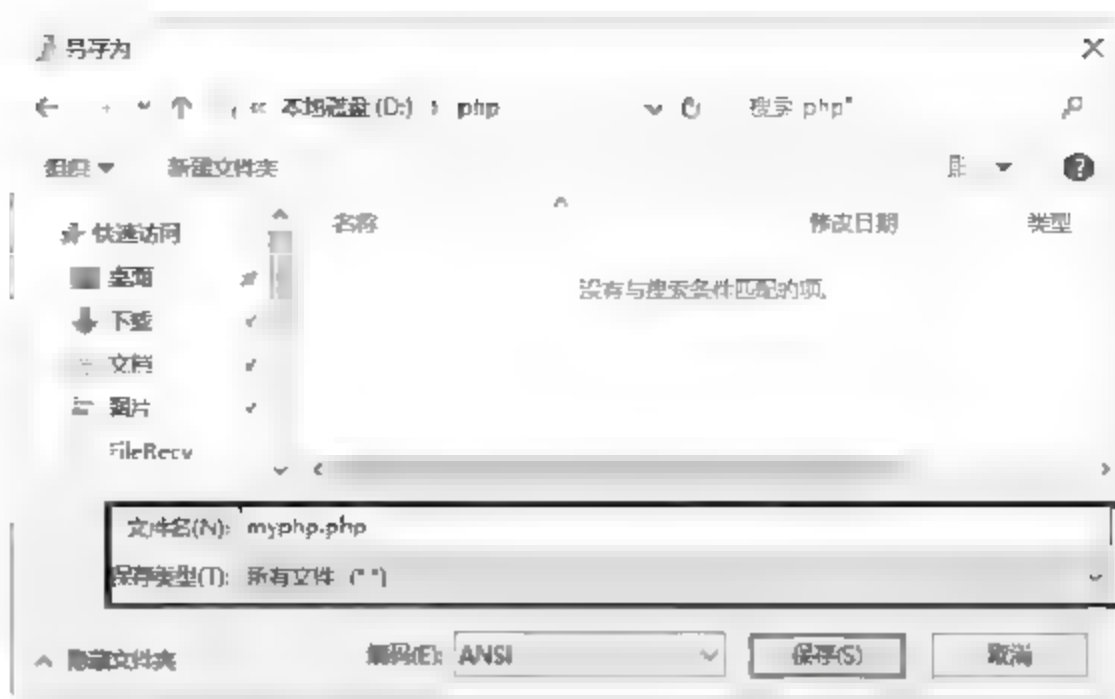 另存为
« 本地磁盘 (D:) › php
搜索"php"
组织 新建文件夹
名称 修改日期 类型
快速访问
桌面
没有与搜索条件匹配的项。
下载
文档
图片
FileRecv
文件名(N): myphp.php
保存类型(T): 所有文件 (*.*)
隐藏文件夹 编码(E): ANSI 保存(S) 取消